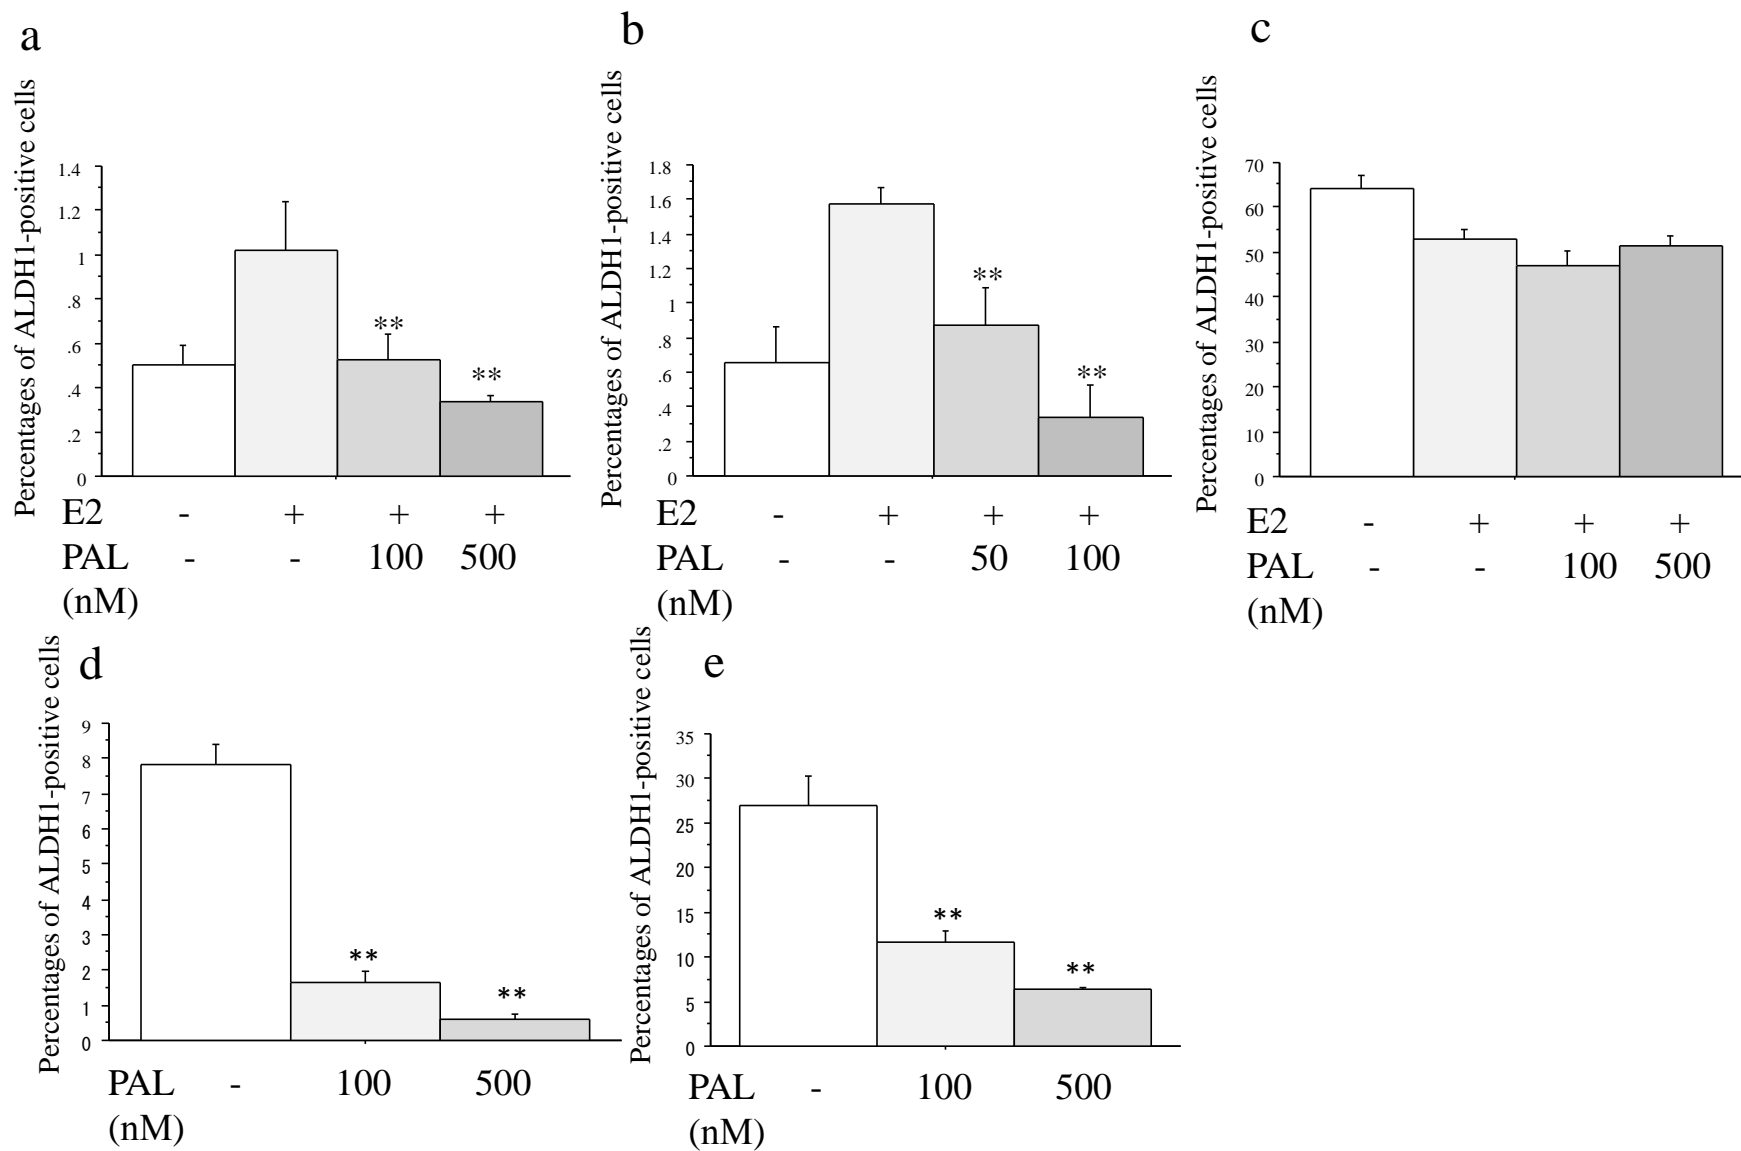 a
Percentages of ALDH1-positive cells
1.4
1.2
1
.8
.6
.4
.2
0
**
**
E2 - + + +
PAL - - 100 500
(nM)
b
Percentages of ALDH1-positive cells
1.8
1.6
1.4
1.2
1
.8
.6
.4
.2
0
**
**
E2 - + + +
PAL - - 50 100
(nM)
c
Percentages of ALDH1-positive cells
70
60
50
40
30
20
10
0
E2 - + + +
PAL - - 100 500
(nM)
d
Percentages of ALDH1-positive cells
9
8
7
6
5
4
3
2
1
0
**
**
PAL - 100 500
(nM)
e
Percentages of ALDH1-positive cells
35
30
25
20
15
10
5
0
**
**
PAL - 100 500
(nM)